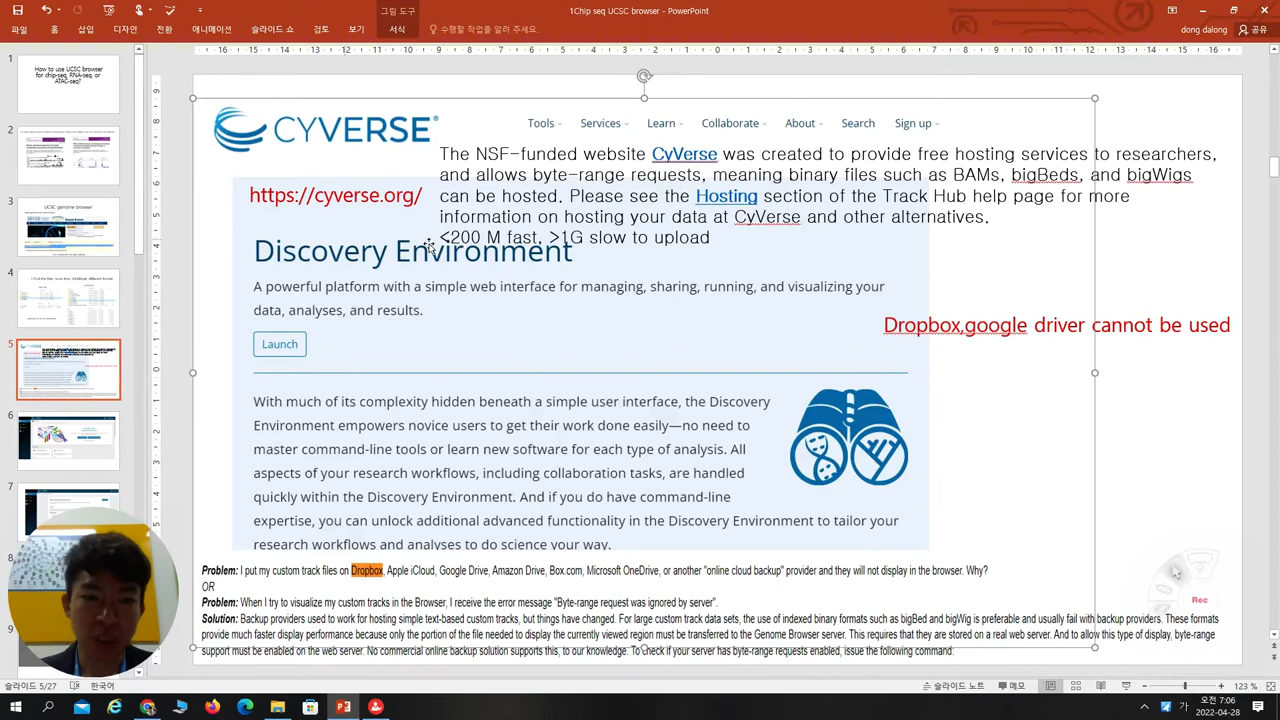 1Chip seq UCSC browser - PowerPoint
그림 도구
파일 홈 삽입 디자인 전환 애니메이션 슬라이드 쇼 검토 보기 서식 수행할 작업을 알려 주세요.
dong dalong 공유
1
How to use UCSC browser
for chip-seq, RNA-seq, or
ATAC-seq?
2
3
UCSC genome browser
4
5
6
7
8
9
CYVERSE®
Tools Services Learn Collaborate About Search Sign up
The NSF-funded website CyVerse was created to provide free hosting services to researchers,
and allows byte-range requests, meaning binary files such as BAMs, bigBeds, and bigWigs
https://cyverse.org/
can be hosted. Please see the Hosting section of the Track Hub help page for more
information on hosting your data at CyVerse and other alternatives.
<200 M fast, >1G slow to upload
Discovery Environment
A powerful platform with a simple web interface for managing, sharing, running, and visualizing your
data, analyses, and results.
Dropbox,google driver cannot be used
Launch
With much of its complexity hidden beneath a simple user interface, the Discovery
Environment empowers novice users to get their work done easily—no need to
master command-line tools or learn new software for each type of analysis. All
aspects of your research workflows, including collaboration tasks, are handled
quickly within the Discovery Environment. And if you do have command-line
expertise, you can unlock additional advanced functionality in the Discovery Environment to tailor your
research workflows and analyses to do science your way.
Problem: I put my custom track files on Dropbox, Apple iCloud, Google Drive, Amazon Drive, Box.com, Microsoft OneDrive, or another "online cloud backup" provider and they will not display in the browser. Why?
OR
Problem: When I try to visualize my custom tracks in the Browser, I receive the error message "Byte-range request was ignored by server".
Solution: Backup providers used to work for hosting simple text-based custom tracks, but things have changed. For large custom track data sets, the use of indexed binary formats such as bigBed and bigWig is preferable and usually fail with backup providers. These formats
provide much faster display performance because only the portion of the file needed to display the currently viewed region must be transferred to the Genome Browser server. This requires that they are stored on a real web server. And to allow this type of display, byte-range
support must be enabled on the web server. No commercial online backup solution supports this, to our knowledge. To check if your server has byte-range requests enabled, issue the following command:
Rec
슬라이드 5/27 한국어 슬라이드 노트 메모 123 %
오전 7:06
2022-04-28